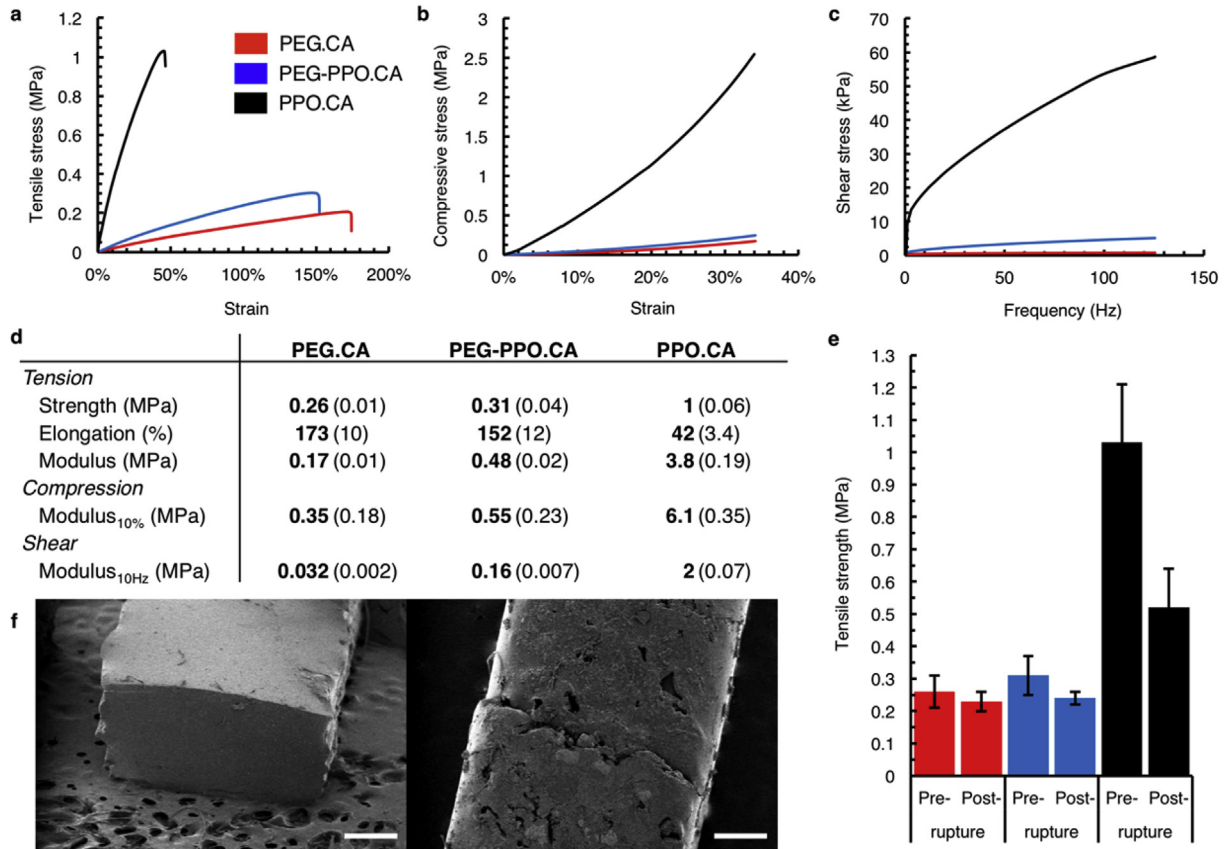 a
1.2
1
0.8
0.6
0.4
0.2
0
0% 50% 100% 150% 200%
Tensile stress (MPa)
Strain
PEG.CA
PEG-PPO.CA
PPO.CA
b
3
2.5
2
1.5
1
0.5
0
0% 10% 20% 30% 40%
Compressive stress (MPa)
Strain
c
70
60
50
40
30
20
10
0
0 50 100 150
Shear stress (kPa)
Frequency (Hz)
d
PEG.CA PEG-PPO.CA PPO.CA
Tension
Strength (MPa) 0.26 (0.01) 0.31 (0.04) 1 (0.06)
Elongation (%) 173 (10) 152 (12) 42 (3.4)
Modulus (MPa) 0.17 (0.01) 0.48 (0.02) 3.8 (0.19)
Compression
Modulus10% (MPa) 0.35 (0.18) 0.55 (0.23) 6.1 (0.35)
Shear
Modulus10Hz (MPa) 0.032 (0.002) 0.16 (0.007) 2 (0.07)
e
1.3
1.2
1.1
1
0.9
0.8
0.7
0.6
0.5
0.4
0.3
0.2
0.1
0
Tensile strength (MPa)
Pre- Post- Pre- Post- Pre- Post-
rupture rupture rupture
f